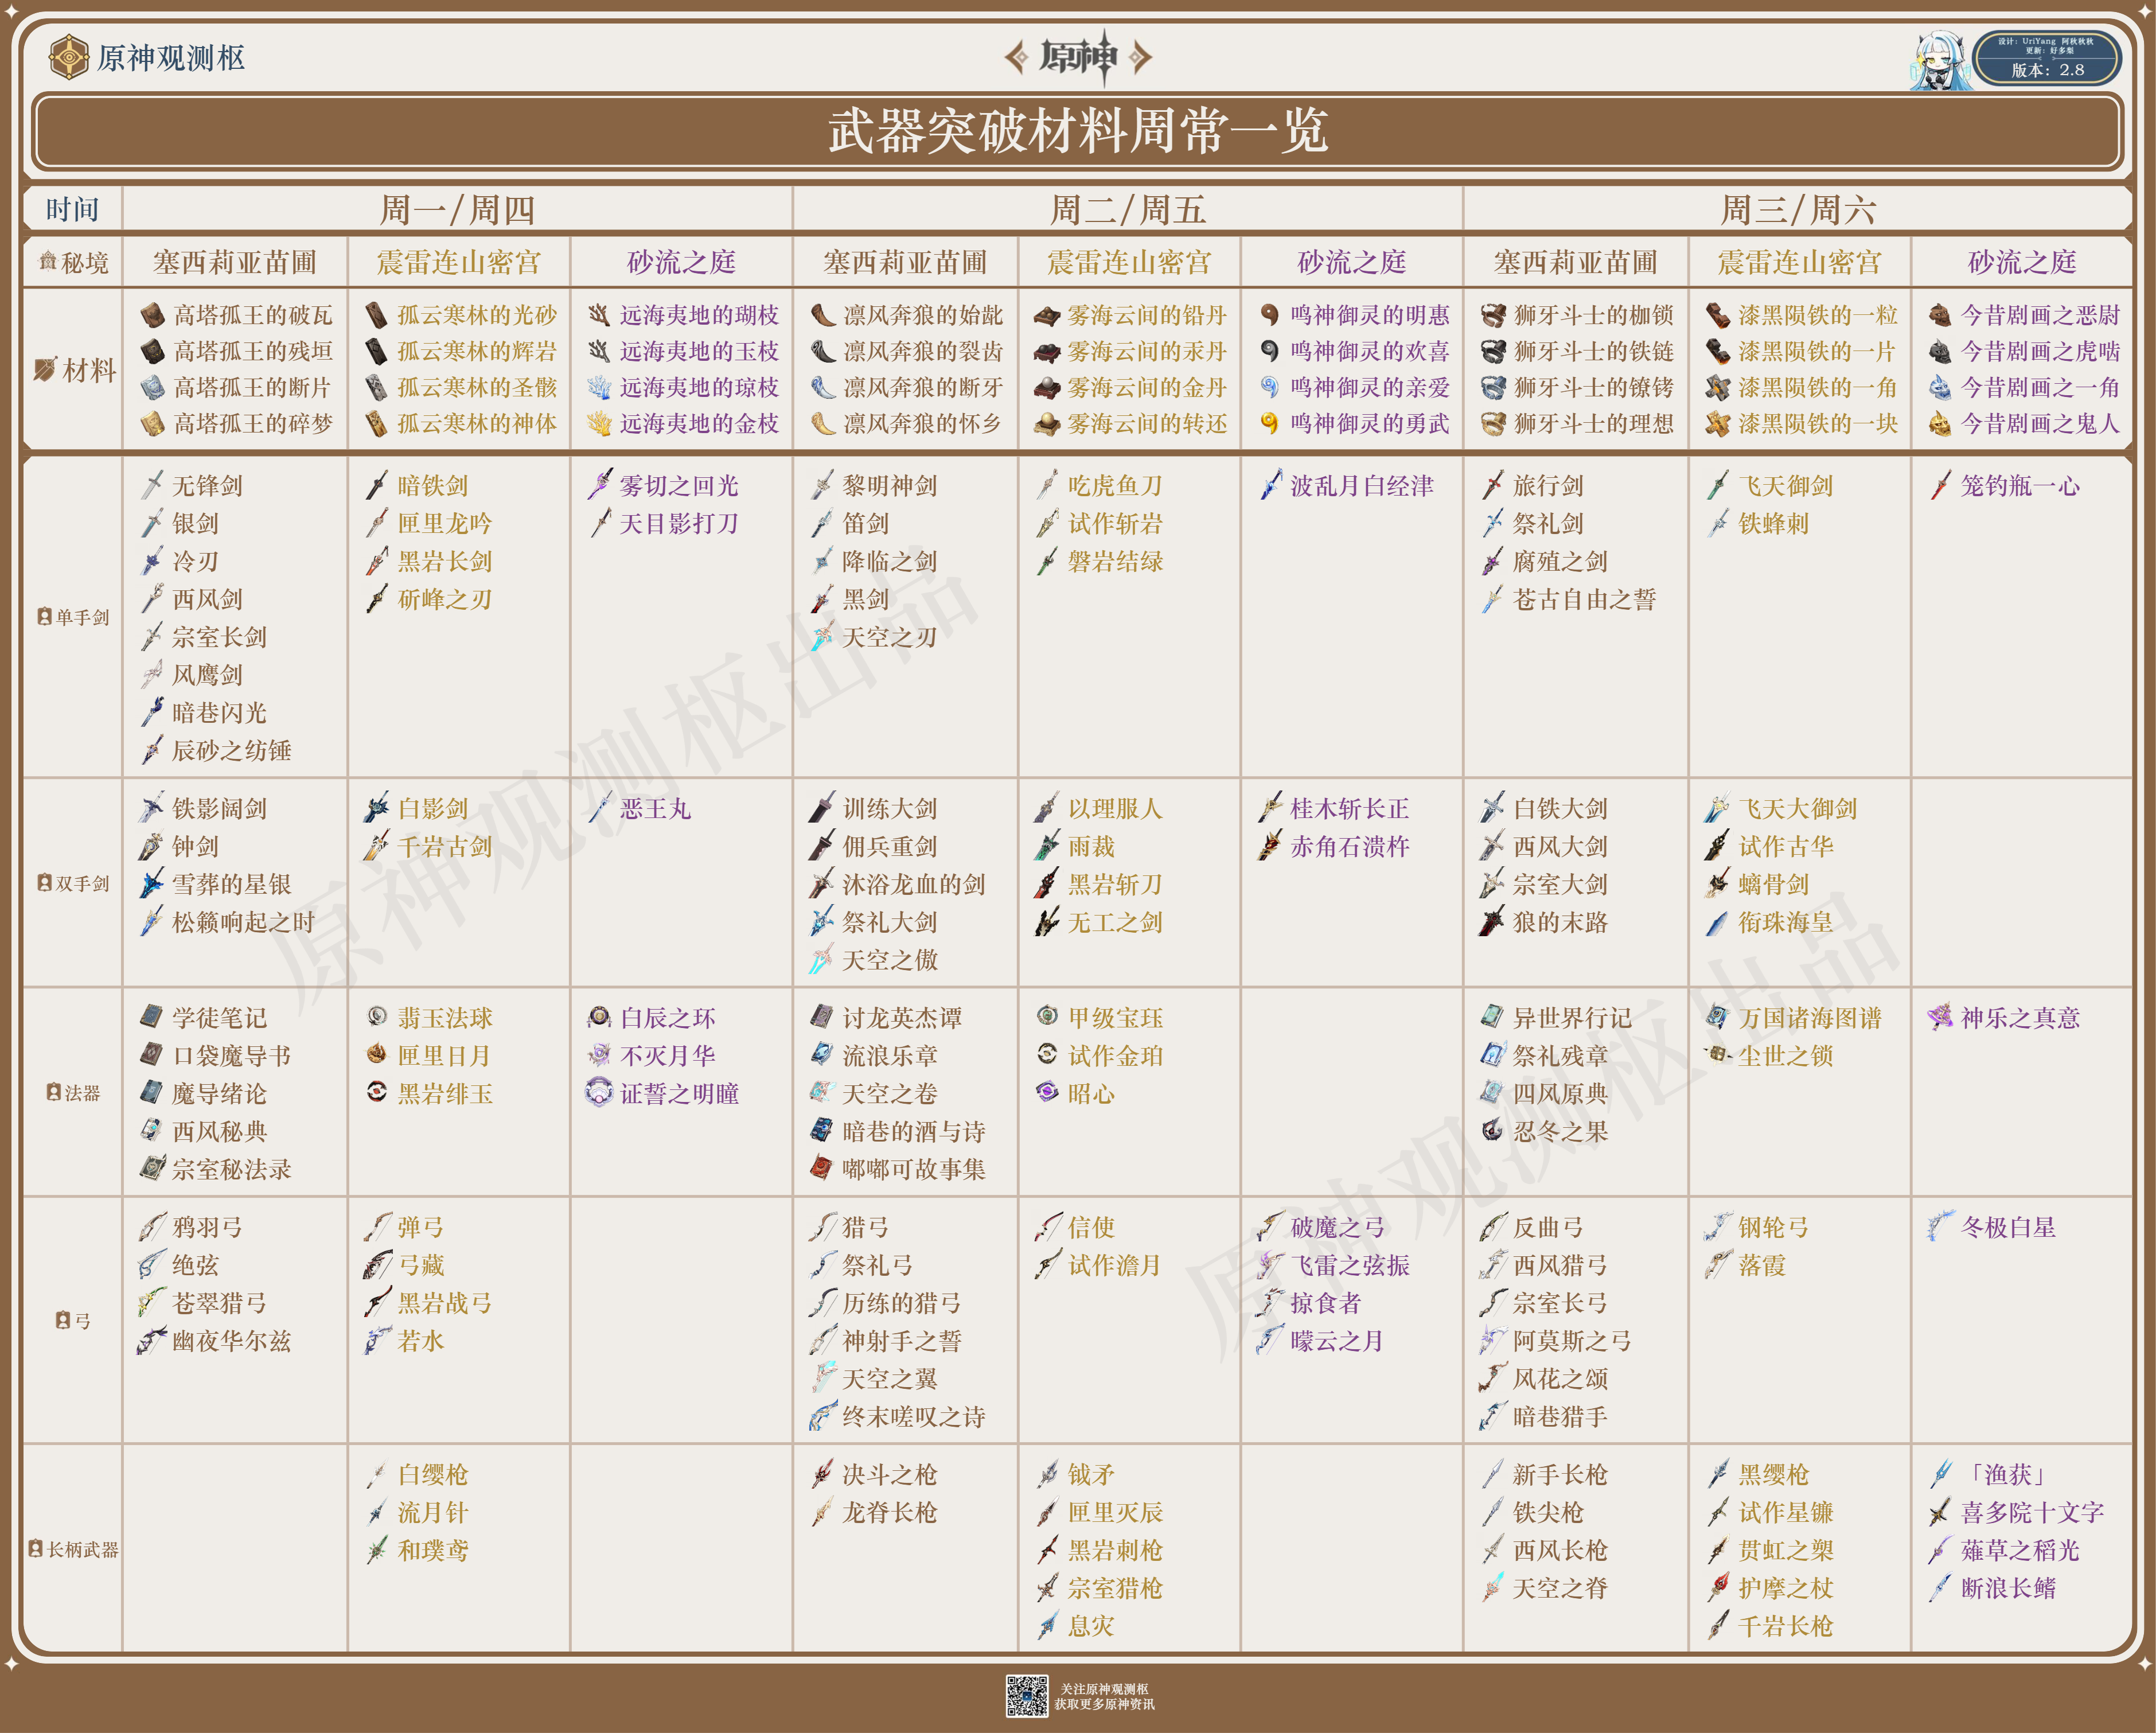 原神观测枢
原神
设计：UriYang 阿秋秋秋
更新：好多梨
版本：2.8
武器突破材料周常一览
时间
周一/周四
周二/周五
周三/周六
秘境
塞西莉亚苗圃
震雷连山密宫
砂流之庭
塞西莉亚苗圃
震雷连山密宫
砂流之庭
塞西莉亚苗圃
震雷连山密宫
砂流之庭
材料
高塔孤王的破瓦
高塔孤王的残垣
高塔孤王的断片
高塔孤王的碎梦
孤云寒林的光砂
孤云寒林的辉岩
孤云寒林的圣骸
孤云寒林的神体
远海夷地的瑚枝
远海夷地的玉枝
远海夷地的琼枝
远海夷地的金枝
凛风奔狼的始龀
凛风奔狼的裂齿
凛风奔狼的断牙
凛风奔狼的怀乡
雾海云间的铅丹
雾海云间的汞丹
雾海云间的金丹
雾海云间的转还
鸣神御灵的明惠
鸣神御灵的欢喜
鸣神御灵的亲爱
鸣神御灵的勇武
狮牙斗士的枷锁
狮牙斗士的铁链
狮牙斗士的镣铐
狮牙斗士的理想
漆黑陨铁的一粒
漆黑陨铁的一片
漆黑陨铁的一角
漆黑陨铁的一块
今昔剧画之恶尉
今昔剧画之虎啮
今昔剧画之一角
今昔剧画之鬼人
单手剑
无锋剑
银剑
冷刃
西风剑
宗室长剑
风鹰剑
暗巷闪光
辰砂之纺锤
暗铁剑
匣里龙吟
黑岩长剑
斫峰之刃
雾切之回光
天目影打刀
黎明神剑
笛剑
降临之剑
黑剑
天空之刃
吃虎鱼刀
试作斩岩
磐岩结绿
波乱月白经津
旅行剑
祭礼剑
腐殖之剑
苍古自由之誓
飞天御剑
铁蜂刺
笼钓瓶一心
双手剑
铁影阔剑
钟剑
雪葬的星银
松籁响起之时
白影剑
千岩古剑
恶王丸
训练大剑
佣兵重剑
沐浴龙血的剑
祭礼大剑
天空之傲
以理服人
雨裁
黑岩斩刀
无工之剑
桂木斩长正
赤角石溃杵
白铁大剑
西风大剑
宗室大剑
狼的末路
飞天大御剑
试作古华
螭骨剑
衔珠海皇
法器
学徒笔记
口袋魔导书
魔导绪论
西风秘典
宗室秘法录
翡玉法球
匣里日月
黑岩绯玉
白辰之环
不灭月华
证誓之明瞳
讨龙英杰谭
流浪乐章
天空之卷
暗巷的酒与诗
嘟嘟可故事集
甲级宝珏
试作金珀
昭心
异世界行记
祭礼残章
四风原典
忍冬之果
万国诸海图谱
尘世之锁
神乐之真意
弓
鸦羽弓
绝弦
苍翠猎弓
幽夜华尔兹
弹弓
弓藏
黑岩战弓
若水
猎弓
祭礼弓
历练的猎弓
神射手之誓
天空之翼
终末嗟叹之诗
信使
试作澹月
破魔之弓
飞雷之弦振
掠食者
曚云之月
反曲弓
西风猎弓
宗室长弓
阿莫斯之弓
风花之颂
暗巷猎手
钢轮弓
落霞
冬极白星
长柄武器
白缨枪
流月针
和璞鸢
决斗之枪
龙脊长枪
钺矛
匣里灭辰
黑岩刺枪
宗室猎枪
息灾
新手长枪
铁尖枪
西风长枪
天空之脊
黑缨枪
试作星镰
贯虹之槊
护摩之杖
千岩长枪
「渔获」
喜多院十文字
薙草之稻光
断浪长鳍
原神观测枢出品
原神观测枢出品
关注原神观测枢
获取更多原神资讯